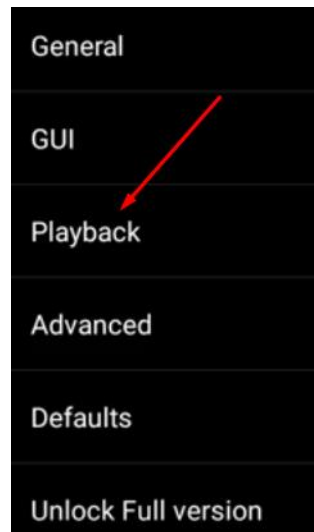 General
GUI
Playback
Advanced
Defaults
Unlock Full version